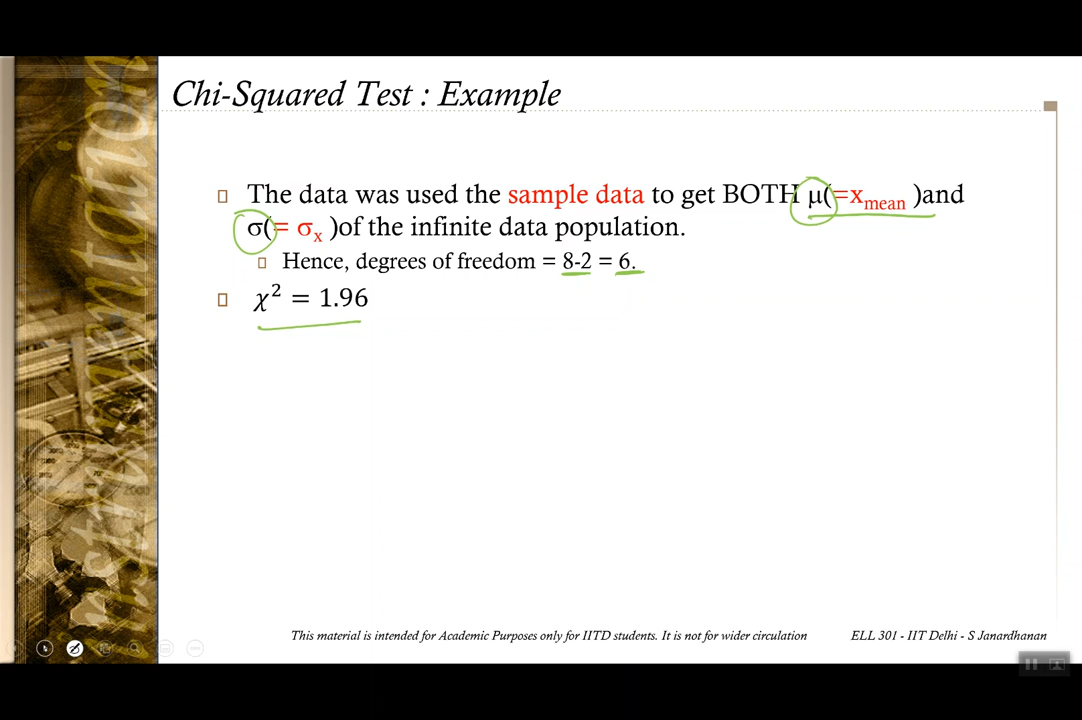 Chi-Squared Test : Example
The data was used the sample data to get BOTH μ(=xmean )and
σ(= σx )of the infinite data population.
Hence, degrees of freedom = 8-2 = 6.
χ² = 1.96
This material is intended for Academic Purposes only for IITD students. It is not for wider circulation
ELL 301 - IIT Delhi - S Janardhanan
Instrumentation